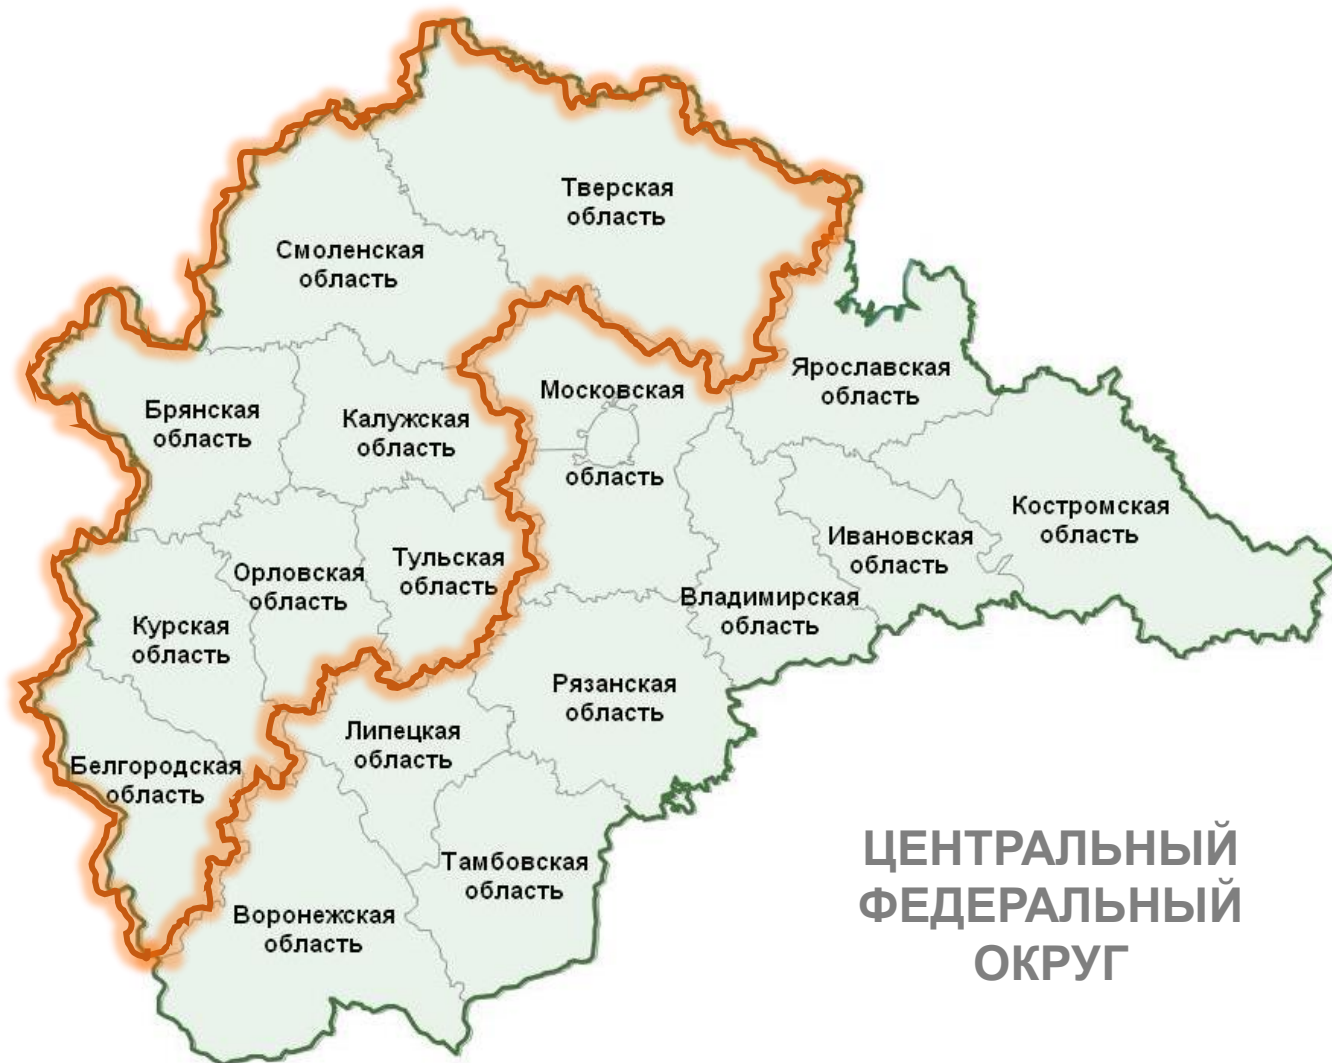 Тверская
область
Смоленская
область
Ярославская
область
Московская
область
Брянская
область
Калужская
область
Костромская
область
Ивановская
область
Тульская
область
Орловская
область
Владимирская
область
Курская
область
Рязанская
область
Липецкая
область
Белгородская
область
Тамбовская
область
Воронежская
область
ЦЕНТРАЛЬНЫЙ
ФЕДЕРАЛЬНЫЙ
ОКРУГ